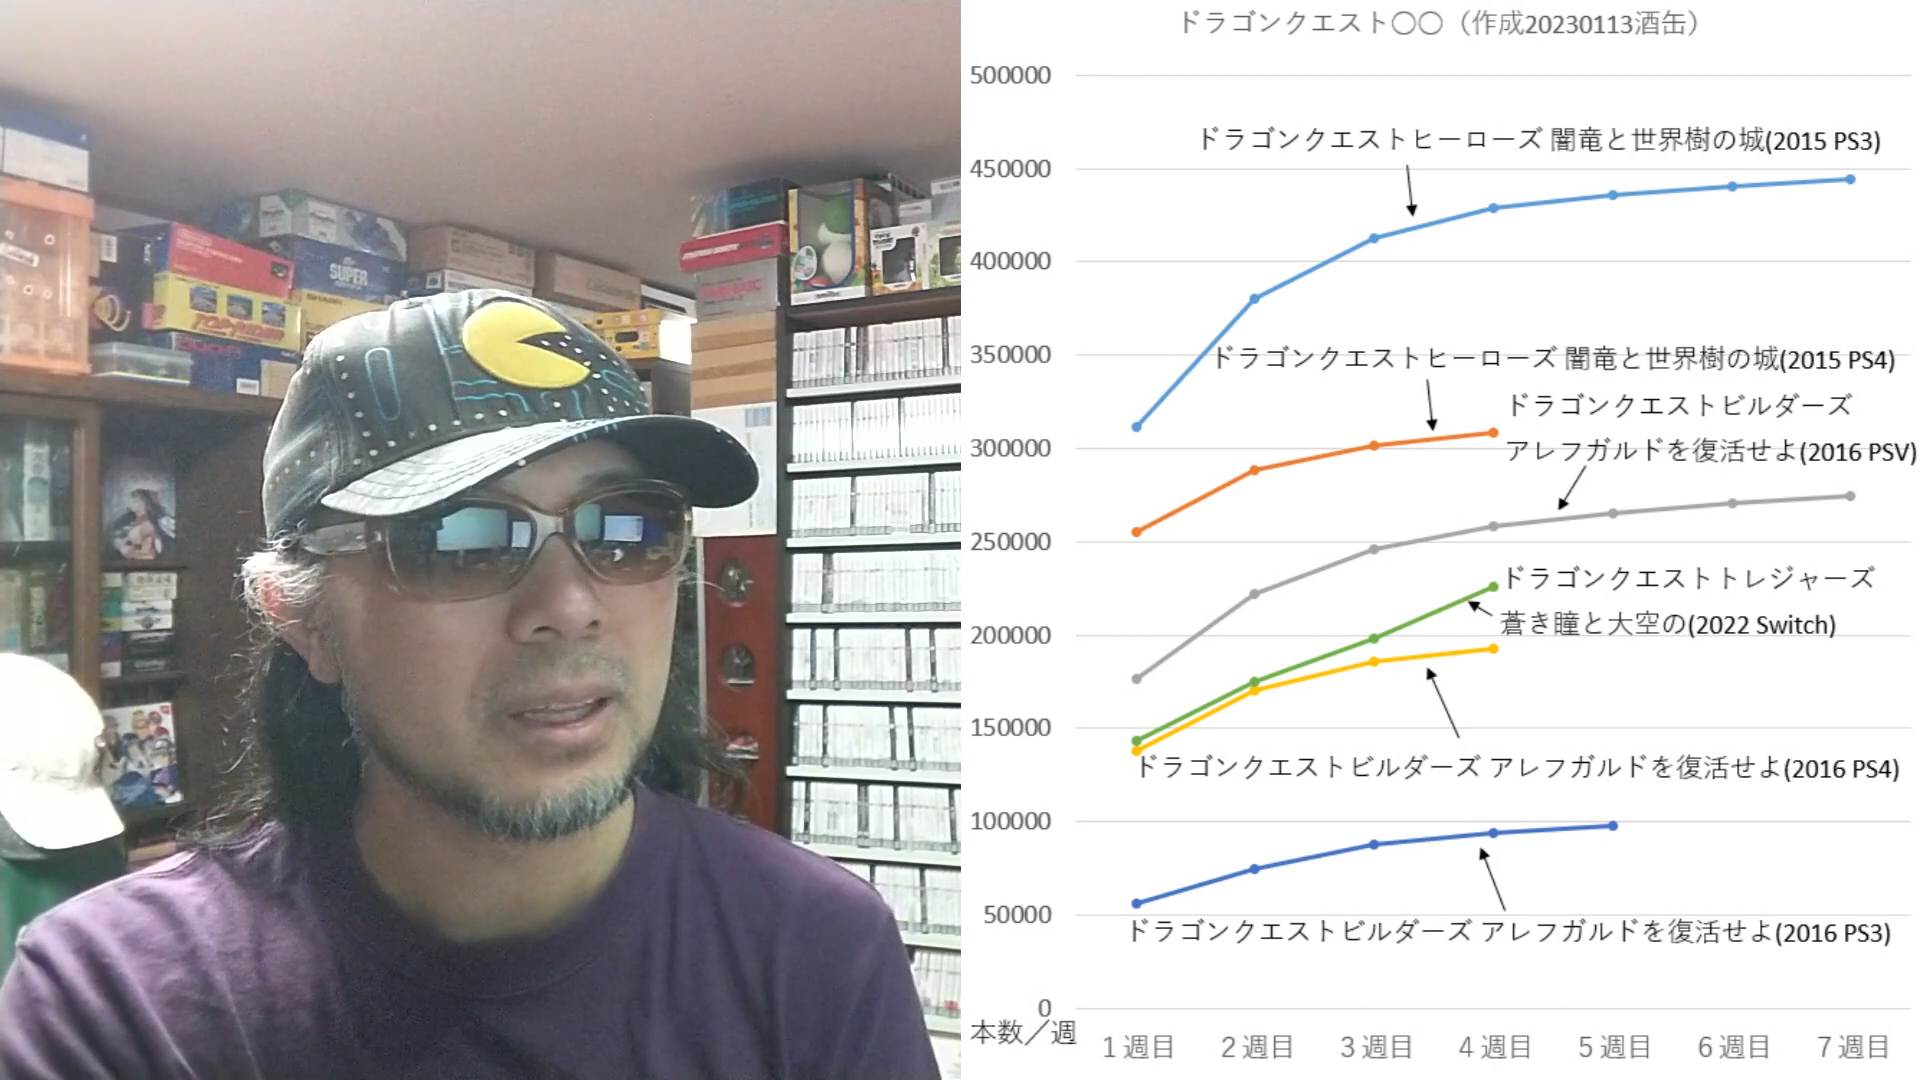 SUPER
TOP RIDER
ドラゴンクエスト〇〇（作成20230113酒缶）
500000
ドラゴンクエストヒーローズ 闇竜と世界樹の城(2015 PS3)
450000
400000
350000
ドラゴンクエストヒーローズ 闇竜と世界樹の城(2015 PS4)
ドラゴンクエストビルダーズ
アレフガルドを復活せよ(2016 PSV)
300000
250000
ドラゴンクエストトレジャーズ
蒼き瞳と大空の(2022 Switch)
200000
150000
ドラゴンクエストビルダーズ アレフガルドを復活せよ(2016 PS4)
100000
50000
ドラゴンクエストビルダーズ アレフガルドを復活せよ(2016 PS3)
0
本数／週
１週目 ２週目 ３週目 ４週目 ５週目 ６週目 ７週目